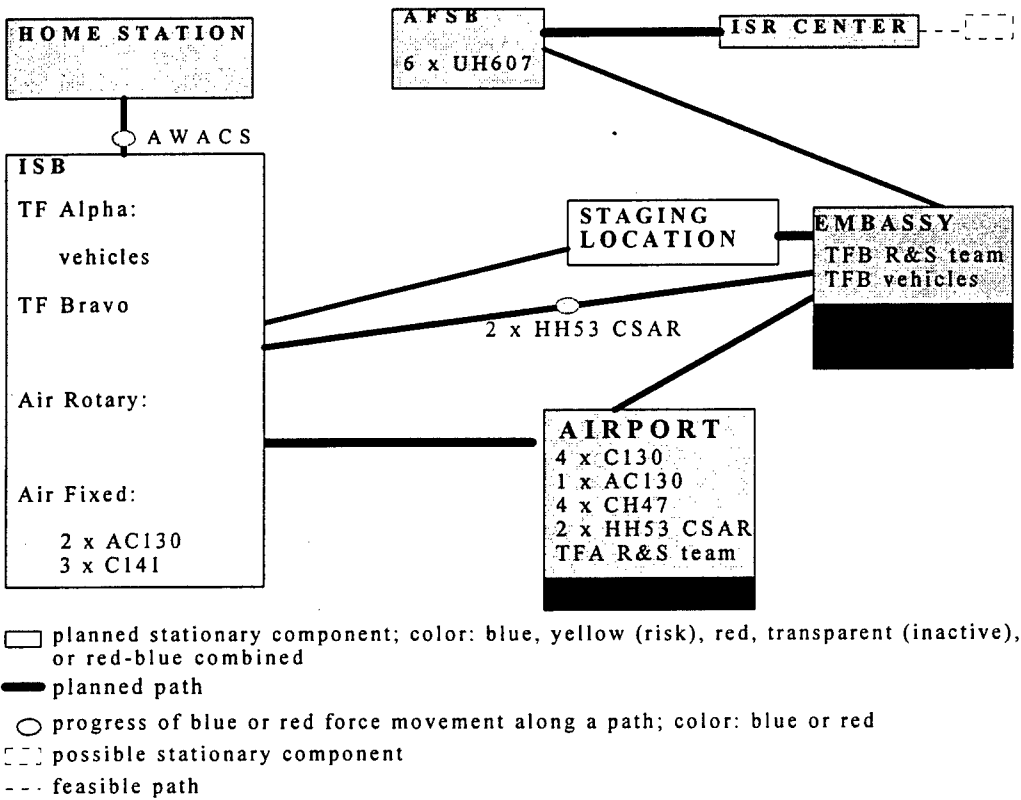 HOME STATION
AFSB
6 x UH607
ISR CENTER
AWACS
ISB
TF Alpha:
vehicles
TF Bravo
Air Rotary:
Air Fixed:
2 x AC130
3 x C141
STAGING
LOCATION
EMBASSY
TFB R&S team
TFB vehicles
2 x HH53 CSAR
AIRPORT
4 x C130
1 x AC130
4 x CH47
2 x HH53 CSAR
TFA R&S team
planned stationary component; color: blue, yellow (risk), red, transparent (inactive),
or red-blue combined
planned path
progress of blue or red force movement along a path; color: blue or red
possible stationary component
feasible path